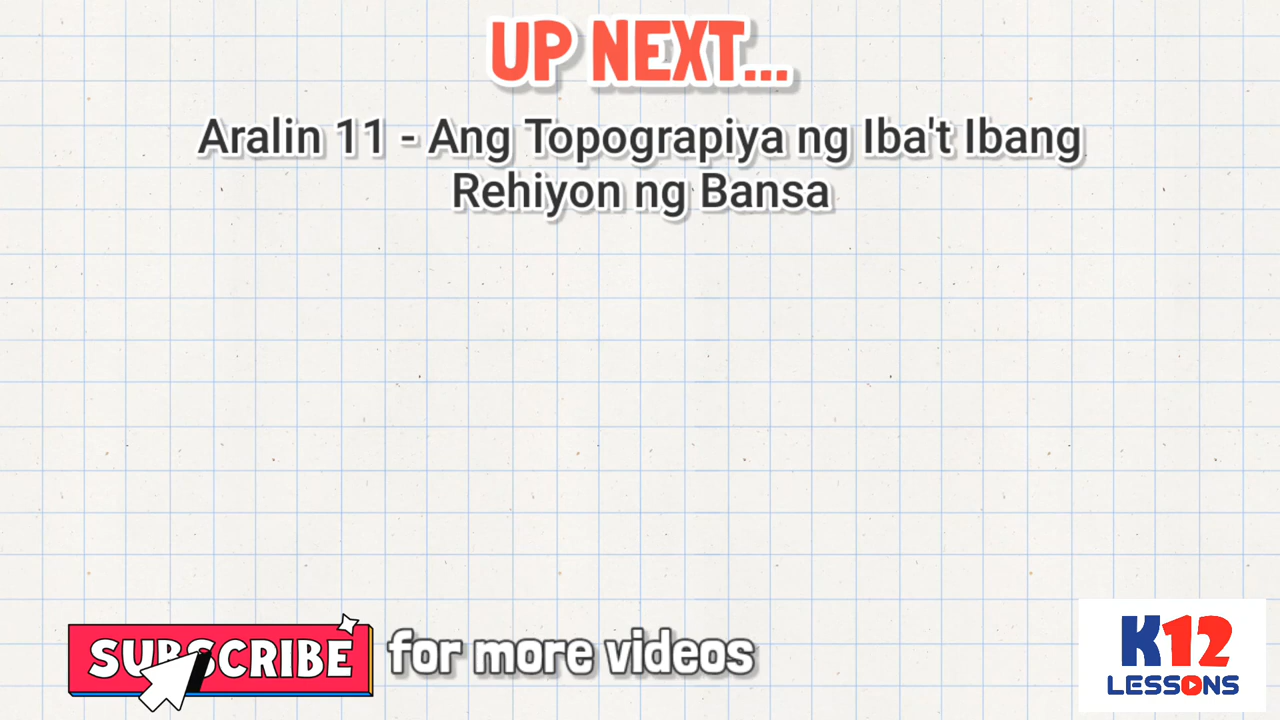 UP NEXT...
Aralin 11 - Ang Topograpiya ng Iba't Ibang
Rehiyon ng Bansa
SUBSCRIBE for more videos
K12
LESSONS